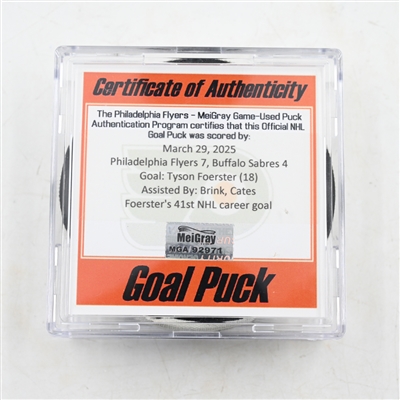 Certificate of Authenticity
The Philadelphia Flyers - MeiGray Game-Used Puck
Authentication Program certifies that this Official NHL
Goal Puck was scored by:
March 29, 2025
Philadelphia Flyers 7, Buffalo Sabres 4
Goal: Tyson Foerster (18)
Assisted By: Brink, Cates
Foerster's 41st NHL career goal
MeiGray
MGA 92971
Goal Puck